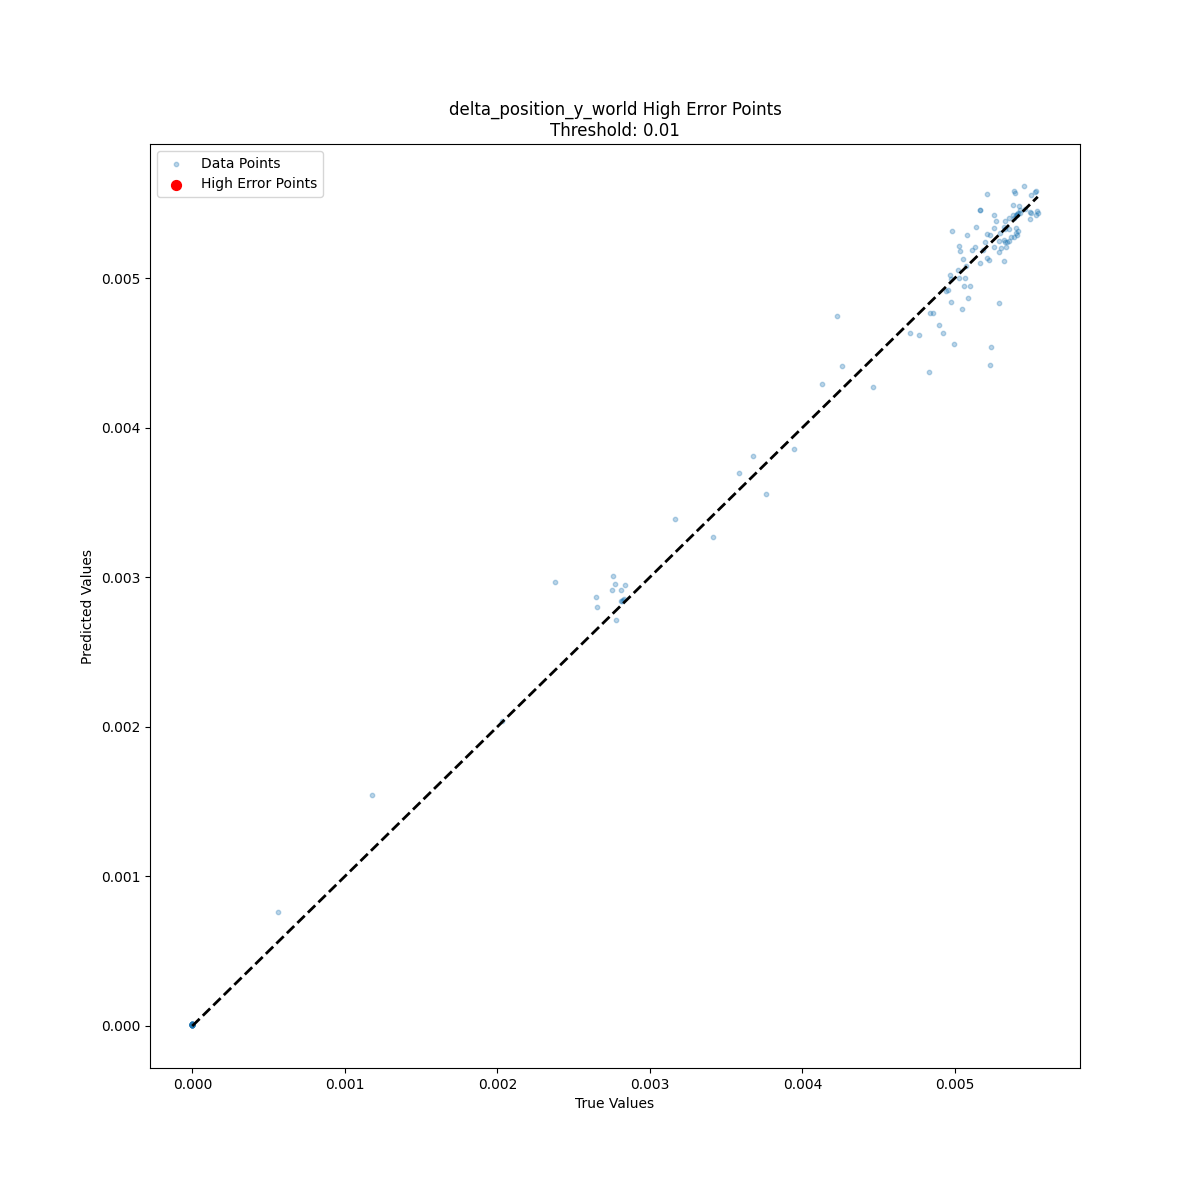 delta_position_y_world High Error Points
Threshold: 0.01
Data Points
High Error Points
0.005
0.004
0.003
0.002
0.001
0.000
Predicted Values
0.000 0.001 0.002 0.003 0.004 0.005
True Values